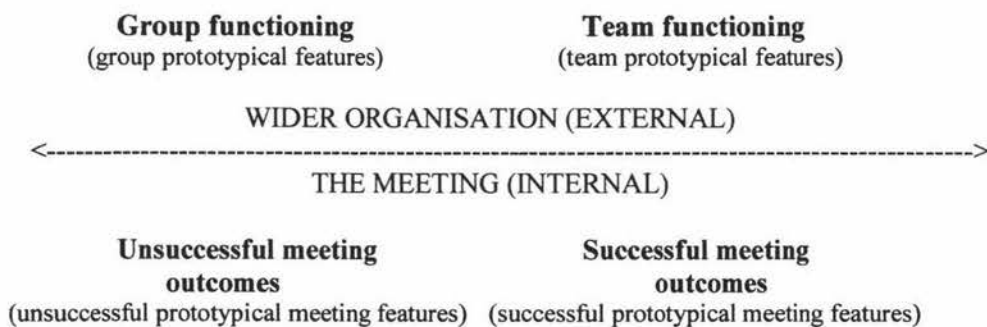 Group functioning
(group prototypical features)
Team functioning
(team prototypical features)
WIDER ORGANISATION (EXTERNAL)
<------------------------------------------------------------------------------------------>
THE MEETING (INTERNAL)
Unsuccessful meeting
outcomes
(unsuccessful prototypical meeting features)
Successful meeting
outcomes
(successful prototypical meeting features)